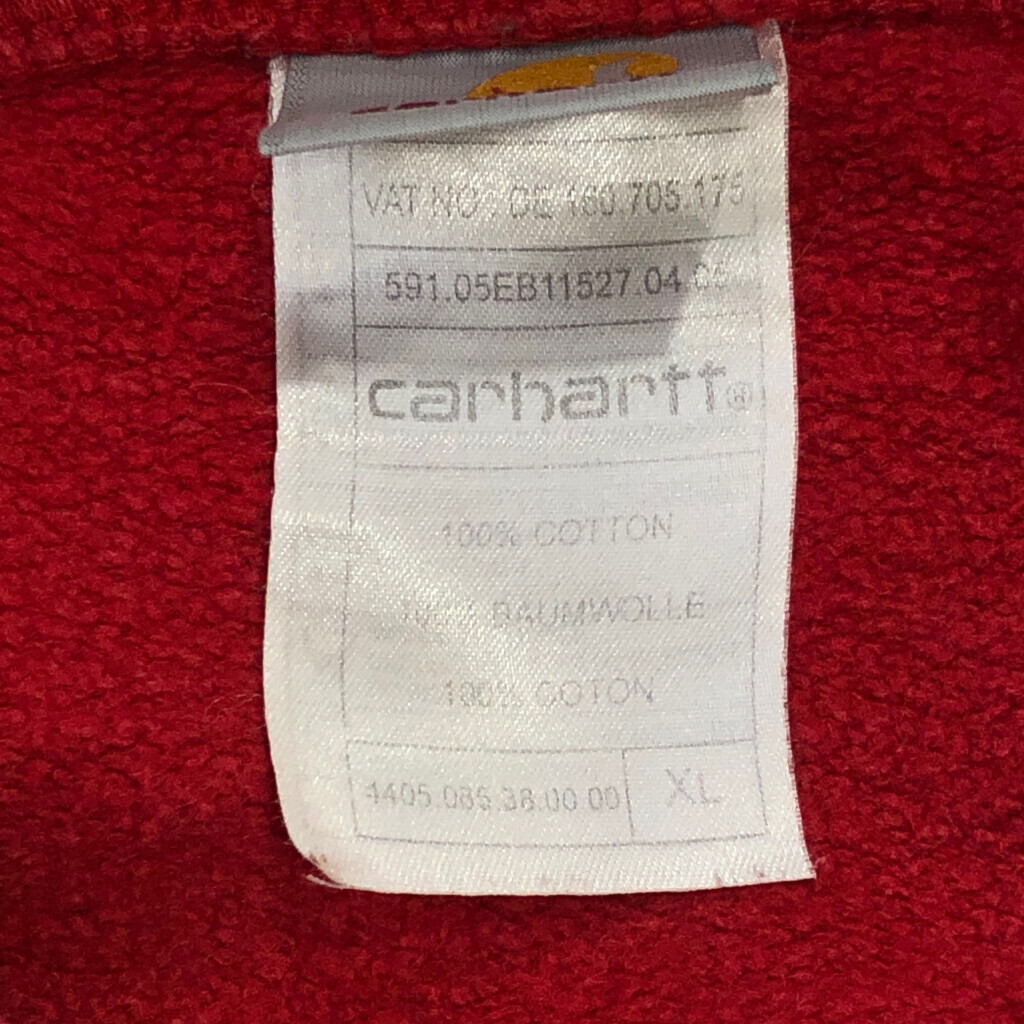 VAT NO : DE 160.705.175
591.05EB11527.04
carhartt®
100% COTTON
BAUMWOLLE
100% COTON
4405.085.38.00.00
XL